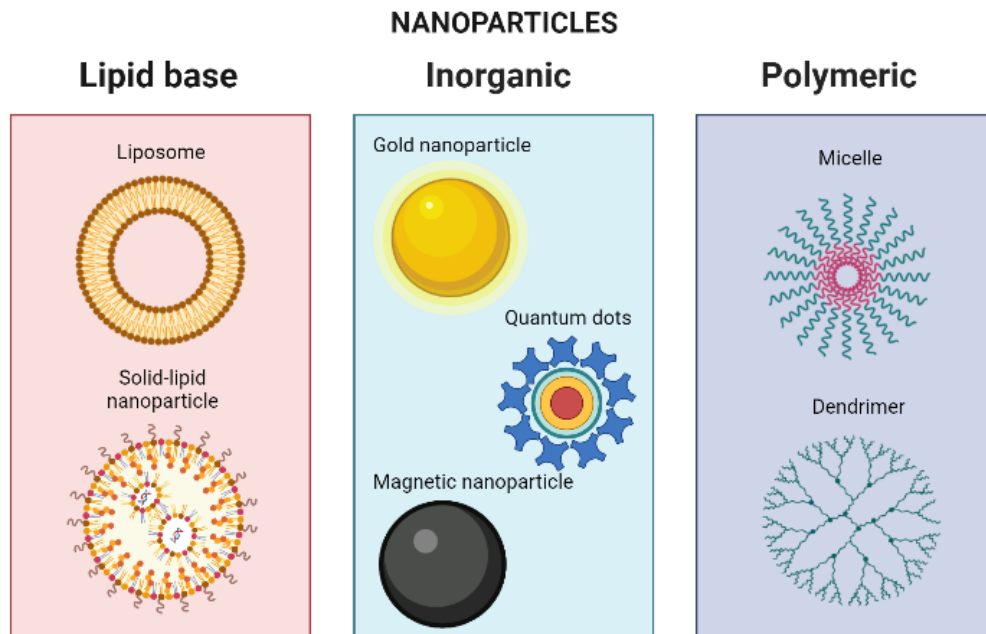 NANOPARTICLES
Lipid base
Inorganic
Polymeric
Liposome
Solid-lipid
nanoparticle
Gold nanoparticle
Quantum dots
Magnetic nanoparticle
Micelle
Dendrimer